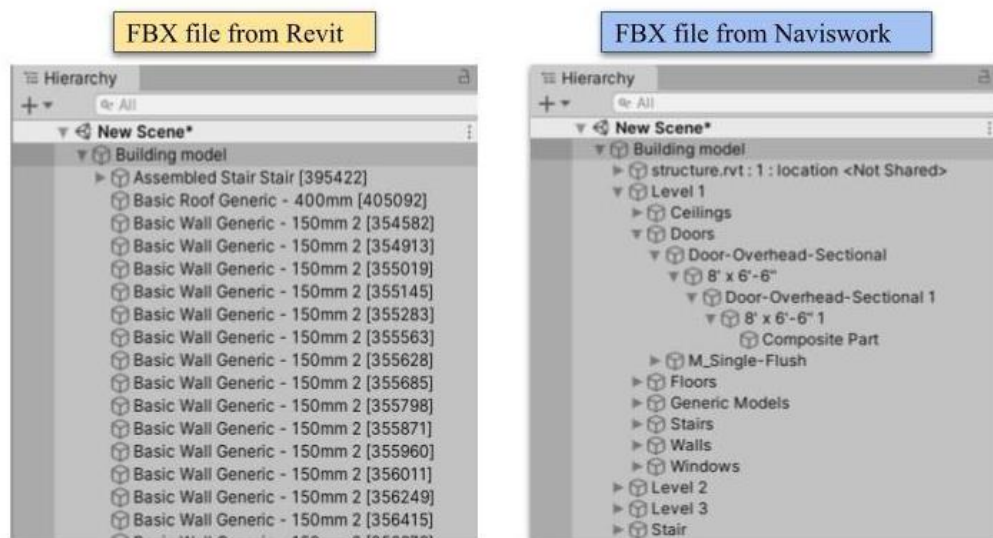 FBX file from Revit
Hierarchy
All
New Scene*
Building model
Assembled Stair Stair [395422]
Basic Roof Generic - 400mm [405092]
Basic Wall Generic - 150mm 2 [354582]
Basic Wall Generic - 150mm 2 [354913]
Basic Wall Generic - 150mm 2 [355019]
Basic Wall Generic - 150mm 2 [355145]
Basic Wall Generic - 150mm 2 [355283]
Basic Wall Generic - 150mm 2 [355563]
Basic Wall Generic - 150mm 2 [355628]
Basic Wall Generic - 150mm 2 [355685]
Basic Wall Generic - 150mm 2 [355798]
Basic Wall Generic - 150mm 2 [355871]
Basic Wall Generic - 150mm 2 [355960]
Basic Wall Generic - 150mm 2 [356011]
Basic Wall Generic - 150mm 2 [356249]
Basic Wall Generic - 150mm 2 [356415]
FBX file from Naviswork
Hierarchy
All
New Scene*
Building model
structure.rvt : 1 : location <Not Shared>
Level 1
Ceilings
Doors
Door-Overhead-Sectional
8' x 6'-6"
Door-Overhead-Sectional 1
8' x 6'-6" 1
Composite Part
M_Single-Flush
Floors
Generic Models
Stairs
Walls
Windows
Level 2
Level 3
Stair